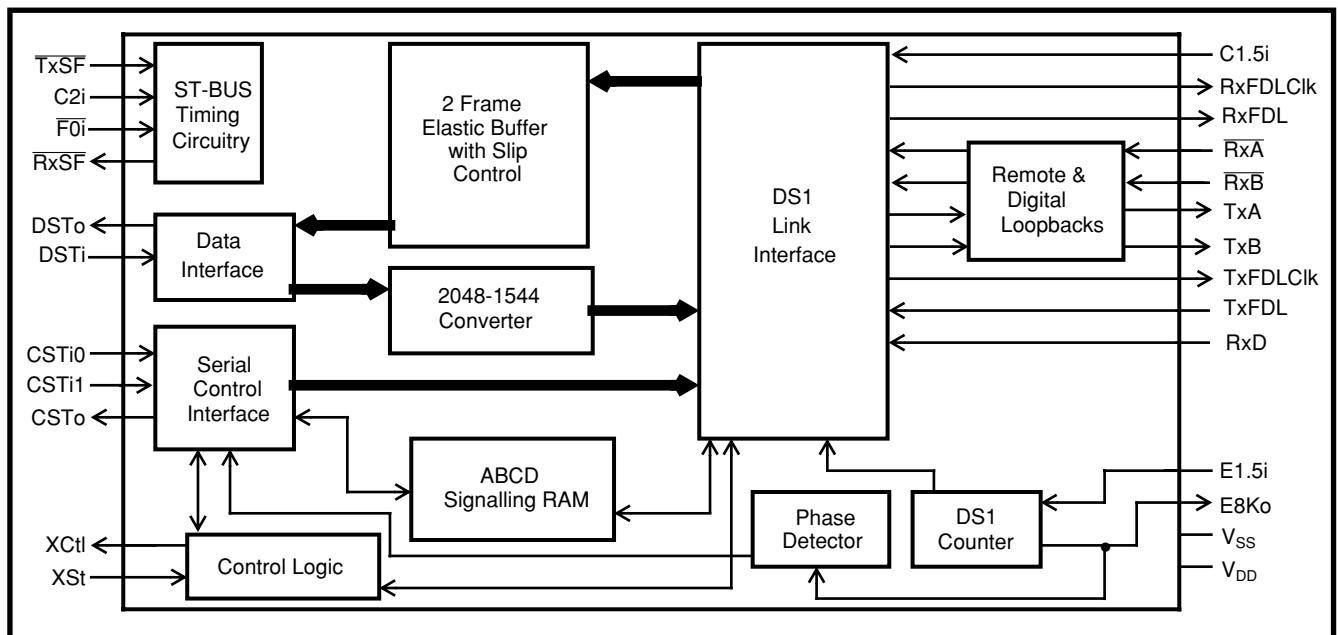 TxSF
C2i
F0i
RxSF
DSTo
DSTi
CSTi0
CSTi1
CSTo
XCtl
XSt
ST-BUS
Timing
Circuitry
Data
Interface
Serial
Control
Interface
Control Logic
2 Frame
Elastic Buffer
with Slip
Control
2048-1544
Converter
ABCD
Signalling RAM
DS1
Link
Interface
Phase
Detector
DS1
Counter
Remote &
Digital
Loopbacks
C1.5i
RxFDLClk
RxFDL
RxA
RxB
TxA
TxB
TxFDLClk
TxFDL
RxD
E1.5i
E8Ko
VSS
VDD